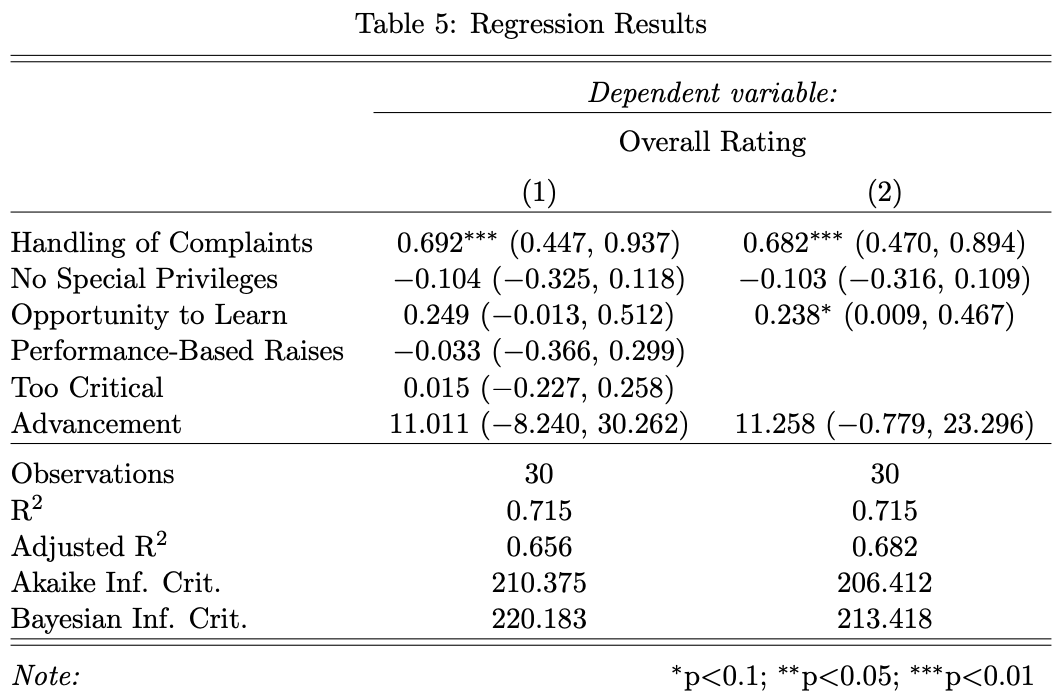 Table 5: Regression Results
Dependent variable:
Overall Rating
(1) (2)
Handling of Complaints 0.692*** (0.447, 0.937) 0.682*** (0.470, 0.894)
No Special Privileges −0.104 (−0.325, 0.118) −0.103 (−0.316, 0.109)
Opportunity to Learn 0.249 (−0.013, 0.512) 0.238* (0.009, 0.467)
Performance-Based Raises −0.033 (−0.366, 0.299)
Too Critical 0.015 (−0.227, 0.258)
Advancement 11.011 (−8.240, 30.262) 11.258 (−0.779, 23.296)
Observations 30 30
R² 0.715 0.715
Adjusted R² 0.656 0.682
Akaike Inf. Crit. 210.375 206.412
Bayesian Inf. Crit. 220.183 213.418
Note: *p<0.1; **p<0.05; ***p<0.01